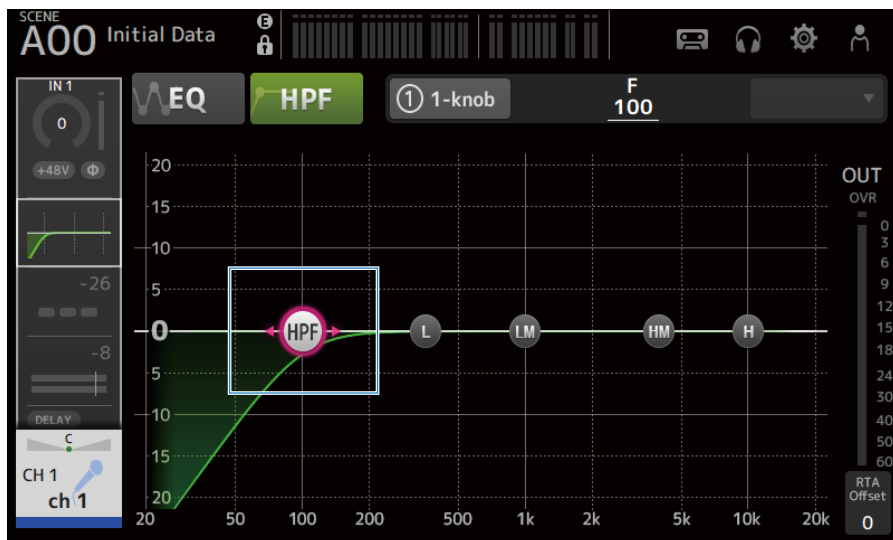 SCENE
A00 Initial Data
E
IN 1
0
+48V Φ
-26
-8
DELAY
C
CH 1
ch 1
EQ
HPF
1 1-knob
F
100
20
15
10
5
0
5
10
15
20
HPF
L
LM
HM
H
20 50 100 200 500 1k 2k 5k 10k 20k
OUT
OVR
0
3
6
9
12
15
18
24
30
40
50
60
RTA
Offset
0